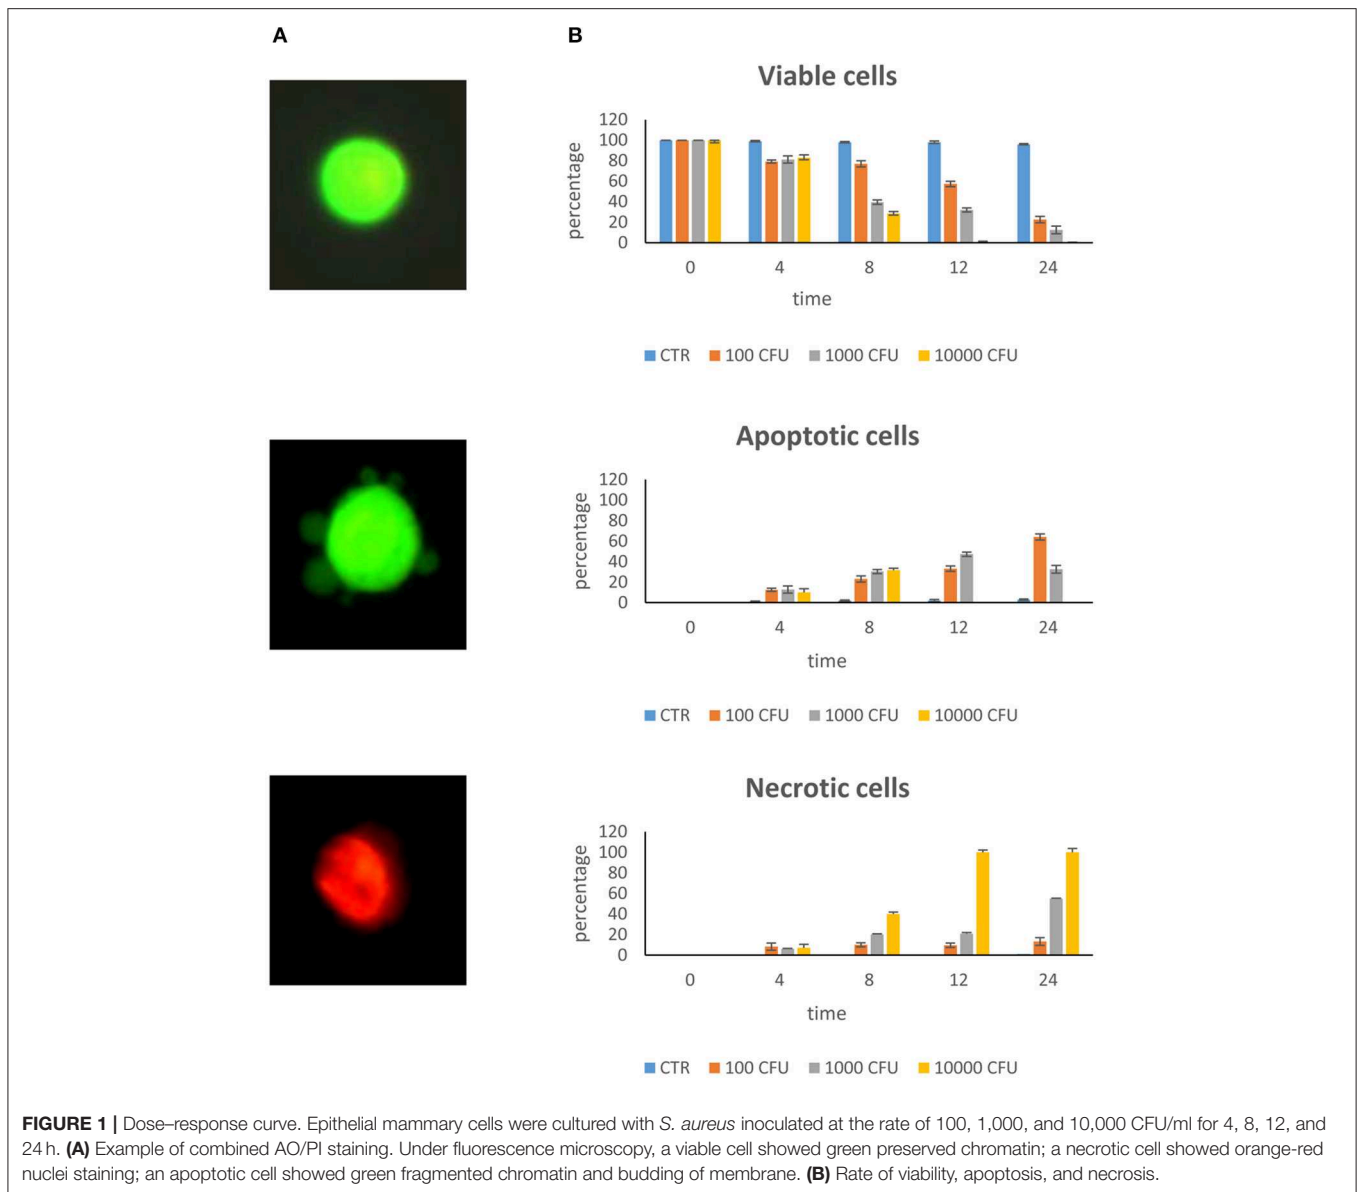 A
B
Viable cells
percentage
120
100
80
60
40
20
0
0 4 8 12 24
time
CTR 100 CFU 1000 CFU 10000 CFU
Apoptotic cells
percentage
120
100
80
60
40
20
0
0 4 8 12 24
time
CTR 100 CFU 1000 CFU 10000 CFU
Necrotic cells
percentage
120
100
80
60
40
20
0
0 4 8 12 24
time
CTR 100 CFU 1000 CFU 10000 CFU
FIGURE 1 | Dose–response curve. Epithelial mammary cells were cultured with S. aureus inoculated at the rate of 100, 1,000, and 10,000 CFU/ml for 4, 8, 12, and
24 h. (A) Example of combined AO/PI staining. Under fluorescence microscopy, a viable cell showed green preserved chromatin; a necrotic cell showed orange-red
nuclei staining; an apoptotic cell showed green fragmented chromatin and budding of membrane. (B) Rate of viability, apoptosis, and necrosis.